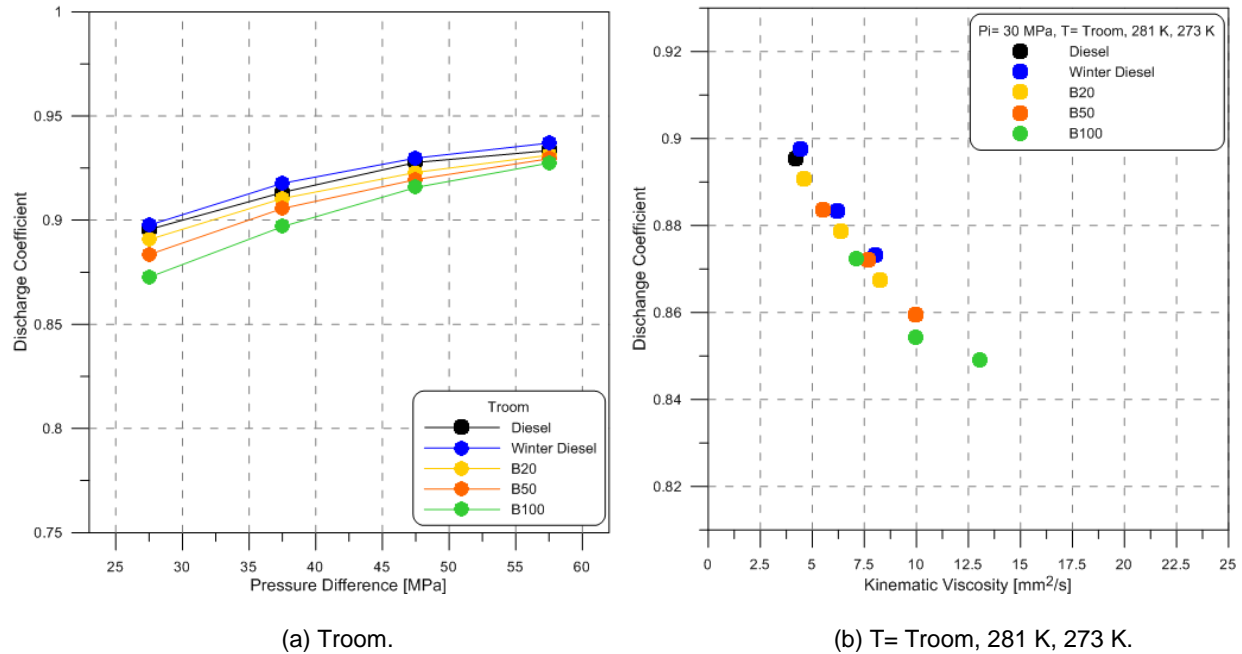 1
0.95
0.9
0.85
0.8
0.75
Discharge Coefficient
25 30 35 40 45 50 55 60
Pressure Difference [MPa]
Troom
Diesel
Winter Diesel
B20
B50
B100
(a) Troom.
0.92
0.9
0.88
0.86
0.84
0.82
Dischange Coefficient
0 2.5 5 7.5 10 12.5 15 17.5 20 22.5 25
Kinematic Viscosity [mm²/s]
Pi= 30 MPa, T= Troom, 281 K, 273 K
Diesel
Winter Diesel
B20
B50
B100
(b) T= Troom, 281 K, 273 K.